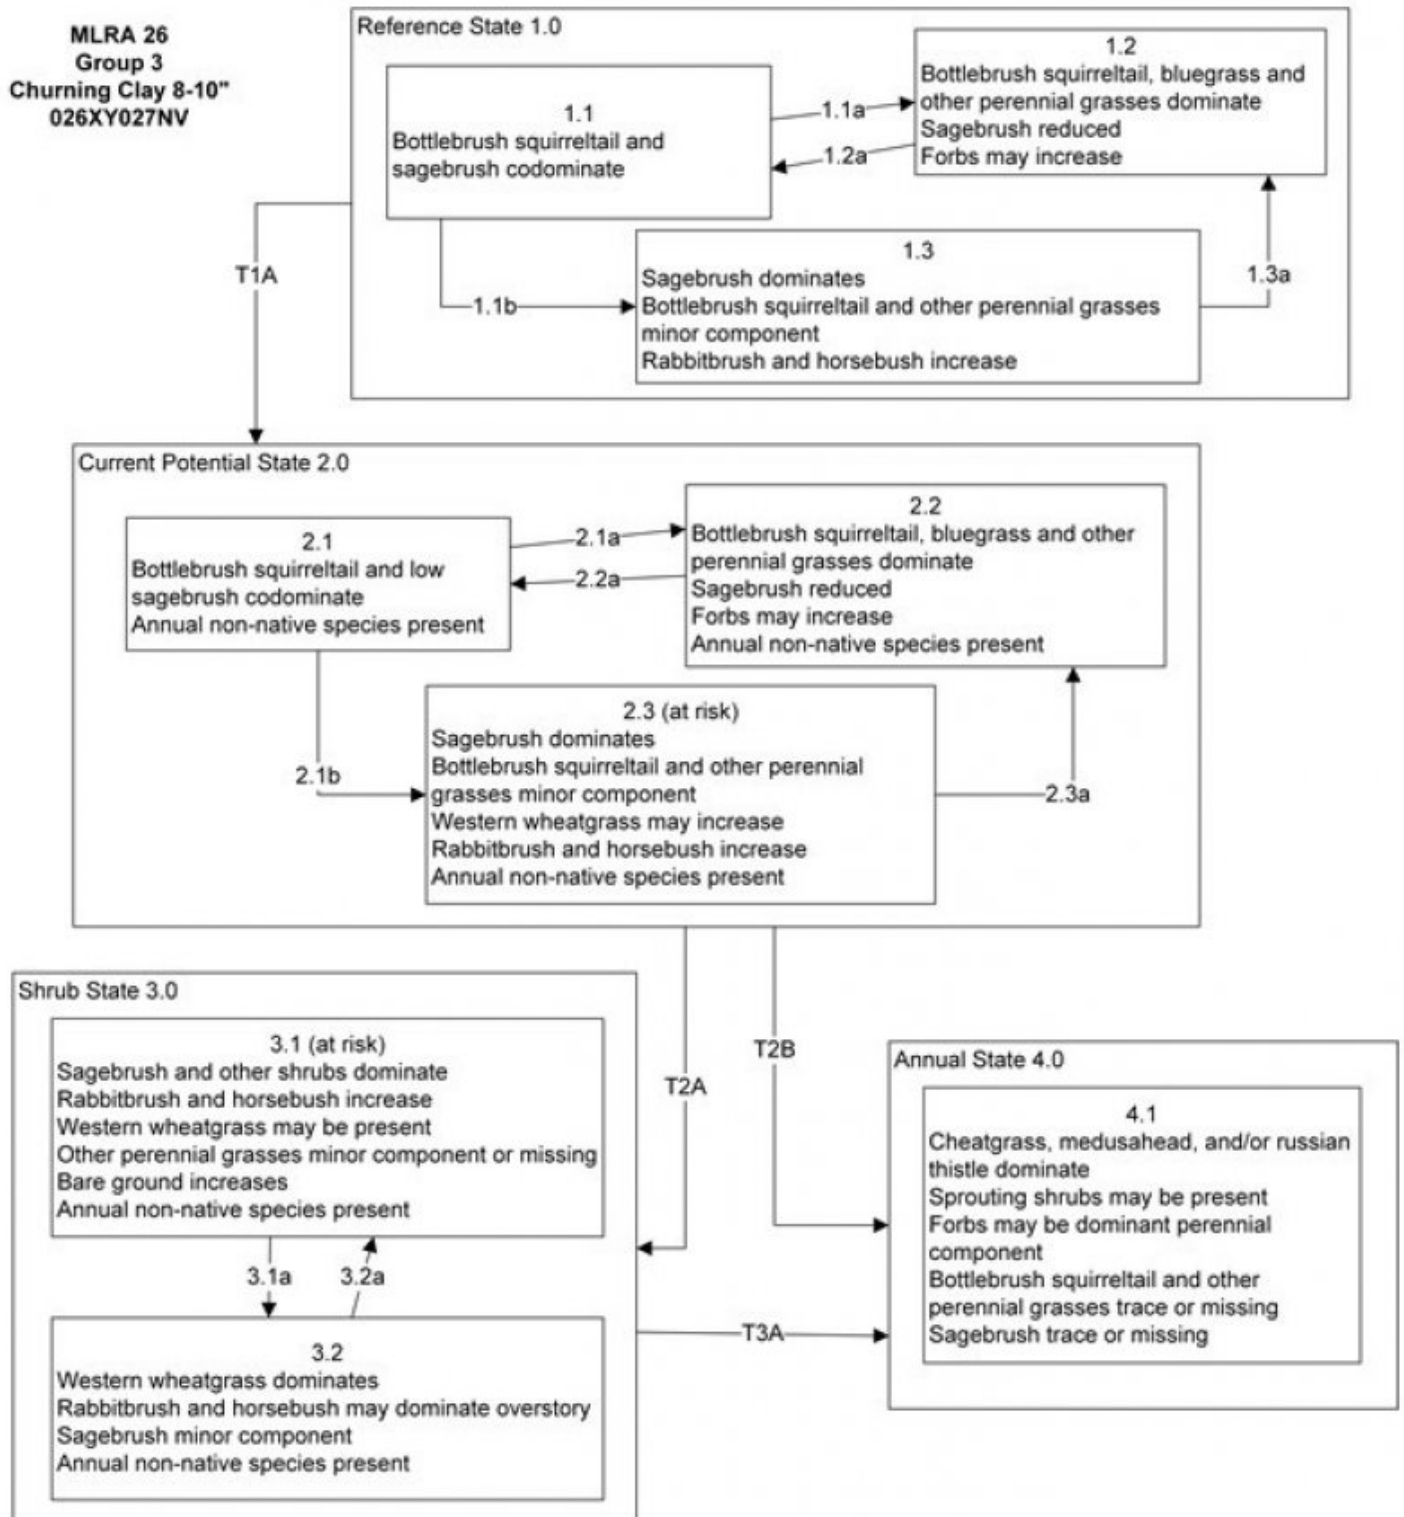 MLRA 26
Group 3
Churning Clay 8-10"
026XY027NV
Reference State 1.0
1.1
Bottlebrush squirreltail and
sagebrush codominate
1.1a
1.2a
1.2
Bottlebrush squirreltail, bluegrass and
other perennial grasses dominate
Sagebrush reduced
Forbs may increase
T1A
1.1b
1.3
Sagebrush dominates
Bottlebrush squirreltail and other perennial grasses
minor component
Rabbitbrush and horsebush increase
1.3a
Current Potential State 2.0
2.1
Bottlebrush squirreltail and low
sagebrush codominate
Annual non-native species present
2.1a
2.2a
2.2
Bottlebrush squirreltail, bluegrass and other
perennial grasses dominate
Sagebrush reduced
Forbs may increase
Annual non-native species present
2.1b
2.3 (at risk)
Sagebrush dominates
Bottlebrush squirreltail and other perennial
grasses minor component
Western wheatgrass may increase
Rabbitbrush and horsebush increase
Annual non-native species present
2.3a
Shrub State 3.0
3.1 (at risk)
Sagebrush and other shrubs dominate
Rabbitbrush and horsebush increase
Western wheatgrass may be present
Other perennial grasses minor component or missing
Bare ground increases
Annual non-native species present
T2A
T2B
3.1a
3.2a
3.2
Western wheatgrass dominates
Rabbitbrush and horsebush may dominate overstory
Sagebrush minor component
Annual non-native species present
T3A
Annual State 4.0
4.1
Cheatgrass, medusahead, and/or russian
thistle dominate
Sprouting shrubs may be present
Forbs may be dominant perennial
component
Bottlebrush squirreltail and other
perennial grasses trace or missing
Sagebrush trace or missing